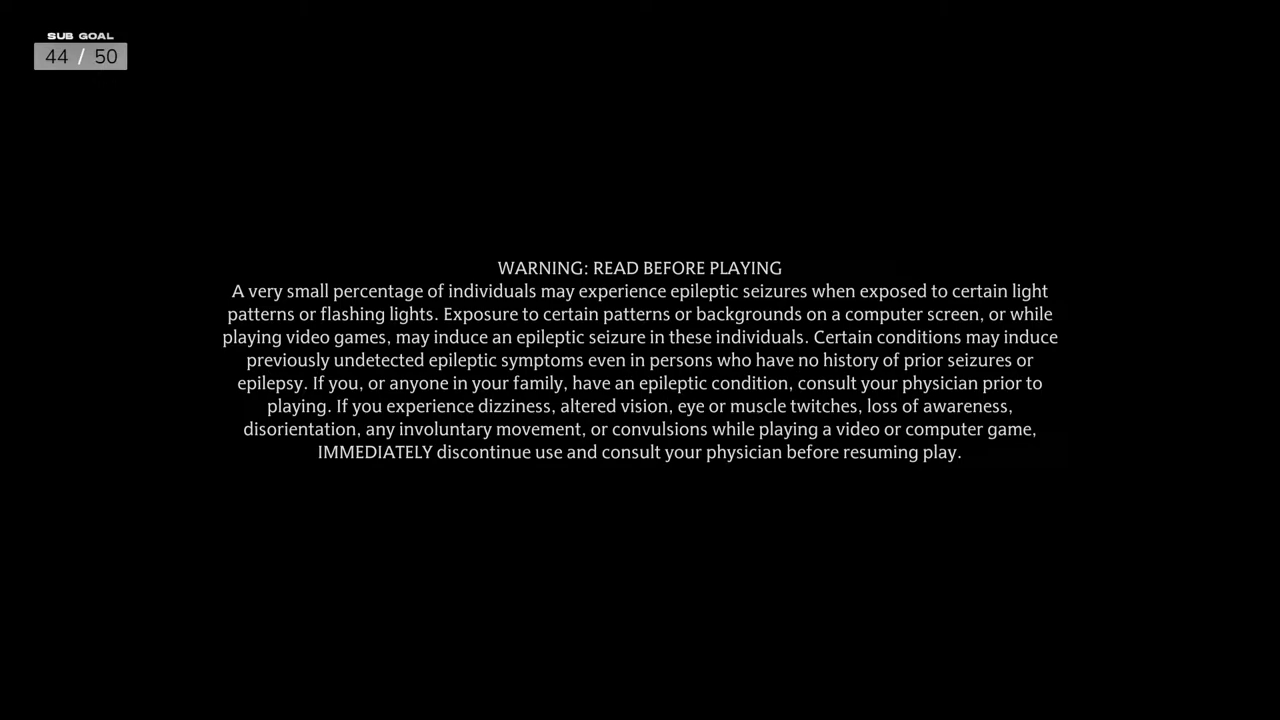 SUB GOAL
44 / 50
WARNING: READ BEFORE PLAYING
A very small percentage of individuals may experience epileptic seizures when exposed to certain light
patterns or flashing lights. Exposure to certain patterns or backgrounds on a computer screen, or while
playing video games, may induce an epileptic seizure in these individuals. Certain conditions may induce
previously undetected epileptic symptoms even in persons who have no history of prior seizures or
epilepsy. If you, or anyone in your family, have an epileptic condition, consult your physician prior to
playing. If you experience dizziness, altered vision, eye or muscle twitches, loss of awareness,
disorientation, any involuntary movement, or convulsions while playing a video or computer game,
IMMEDIATELY discontinue use and consult your physician before resuming play.